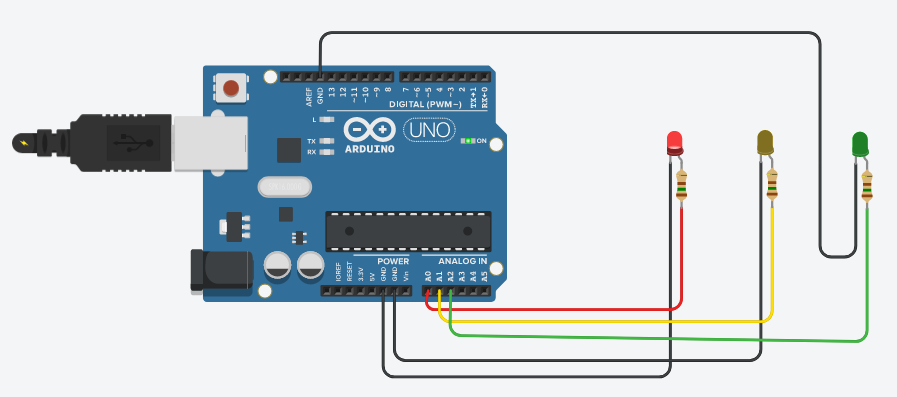 AREF
GND
13
12
~11
~10
~9
8
7
~6
~5
4
~3
2
TX→1
RX←0
DIGITAL (PWM~)
L
TX
RX
ARDUINO
UNO
ON
POWER
ANALOG IN
IOREF
RESET
3.3V
5V
GND
GND
Vin
A0
A1
A2
A3
A4
A5